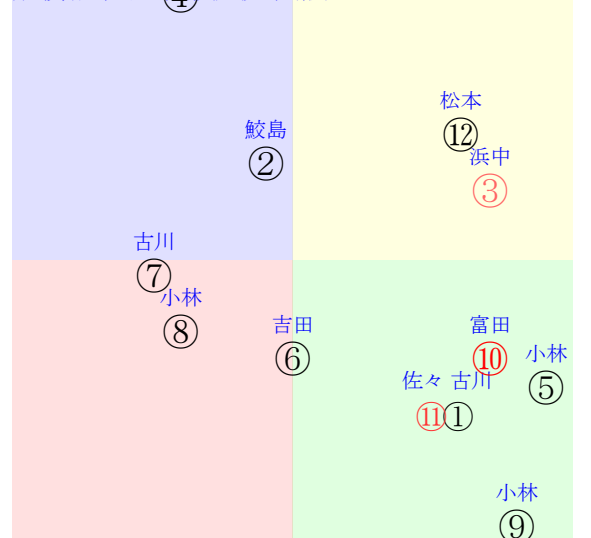 ④
松本
⑫
鮫島
②
浜中
③
古川
⑦
小林
⑧
吉田
⑥
富田
⑩
小林
⑤
佐々 古川
⑪①
小林
⑨